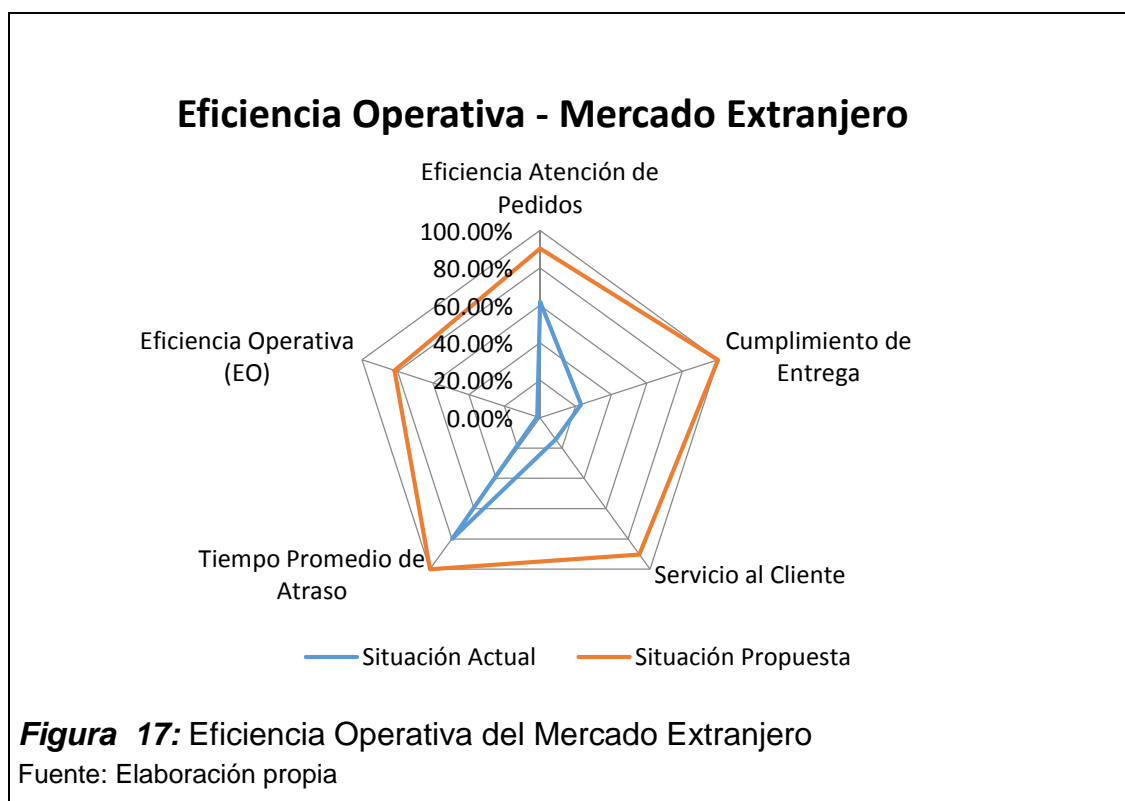 Eficiencia Operativa - Mercado Extranjero
Eficiencia Atención de
Pedidos
100.00%
80.00%
60.00%
40.00%
20.00%
0.00%
Cumplimiento de
Entrega
Servicio al Cliente
Tiempo Promedio de
Atraso
Eficiencia Operativa
(EO)
Situación Actual
Situación Propuesta
Figura 17: Eficiencia Operativa del Mercado Extranjero
Fuente: Elaboración propia